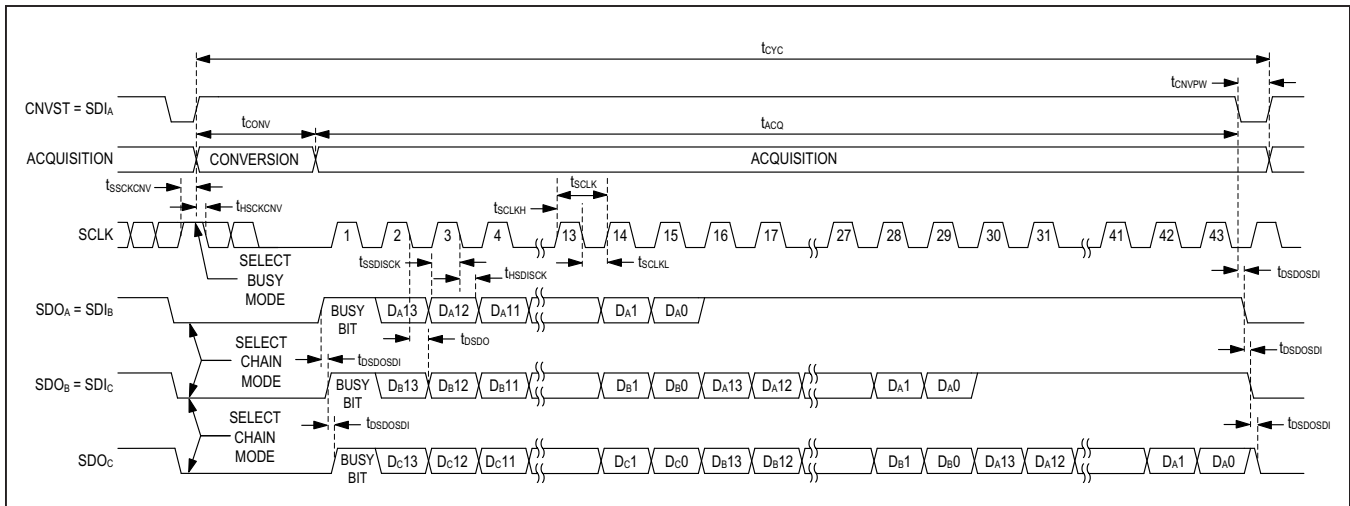 tCYC
tCNVPW
CNVST = SDIA
tCONV
tACQ
ACQUISITION
CONVERSION
ACQUISITION
tSSCKCNV
tHSCKCNV
tSCLK
tSCLKH
SCLK
1 2 3 4 13 14 15 16 17 27 28 29 30 31 41 42 43
tSSDISCK
tHSDISCK
tSCLKL
tDSDOSDI
SELECT
BUSY
MODE
SDOA = SDIB
BUSY
BIT
DA13 DA12 DA11 DA1 DA0
tDSDO
SELECT
CHAIN
MODE
tDSDOSDI
tDSDOSDI
SDOB = SDIC
BUSY
BIT
DB13 DB12 DB11 DB1 DB0 DA13 DA12 DA1 DA0
SELECT
CHAIN
MODE
tDSDOSDI
tDSDOSDI
SDOC
BUSY
BIT
DC13 DC12 DC11 DC1 DC0 DB13 DB12 DB1 DB0 DA13 DA12 DA1 DA0